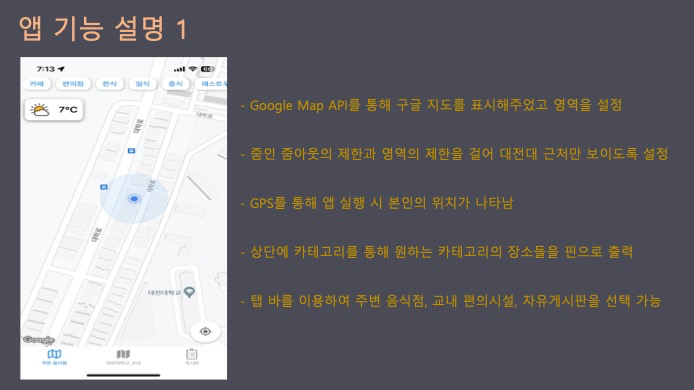 앱 기능 설명 1
7:13
카페 편의점 한식 일식 중식 패스트푸
7°C
대학로
대학로
대학로
대학로
대전대학교
Google
주변 음식점 게시판
- Google Map API를 통해 구글 지도를 표시해주었고 영역을 설정
- 줌인 줌아웃의 제한과 영역의 제한을 걸어 대전대 근처만 보이도록 설정
- GPS를 통해 앱 실행 시 본인의 위치가 나타남
- 상단에 카테고리를 통해 원하는 카테고리의 장소들을 핀으로 출력
- 탭 바를 이용하여 주변 음식점, 교내 편의시설, 자유게시판을 선택 가능